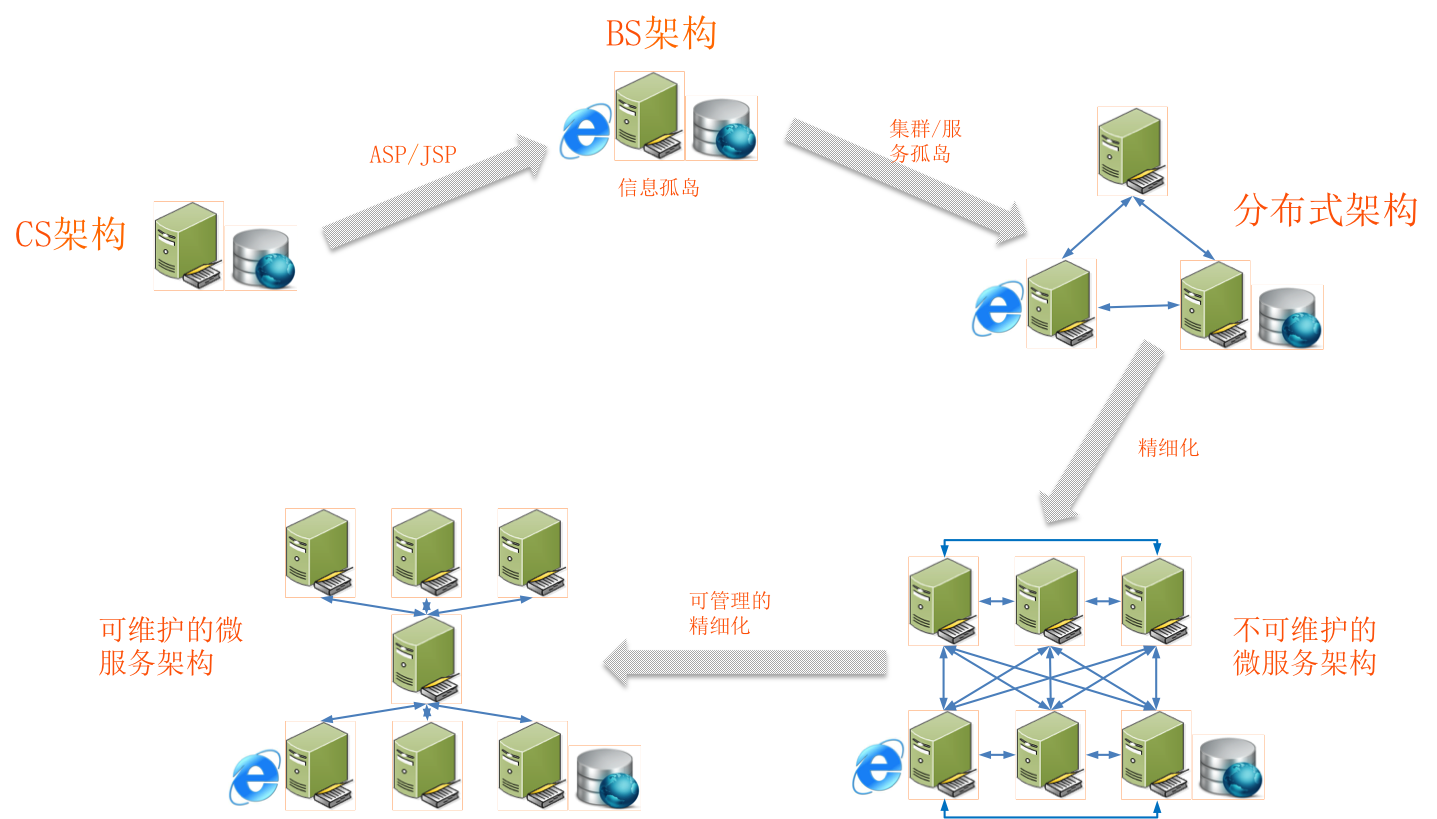 BS架构
ASP/JSP
集群/服
务孤岛
信息孤岛
CS架构
分布式架构
精细化
可管理的
精细化
可维护的微
服务架构
不可维护的
微服务架构